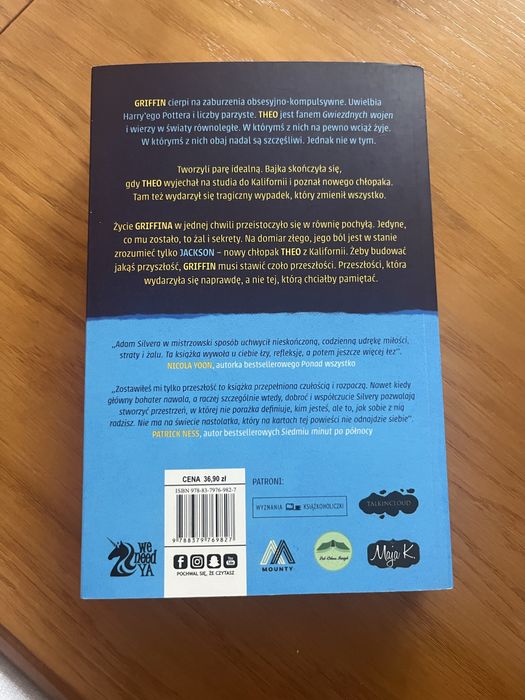 GRIFFIN cierpi na zaburzenia obsesyjno-kompulsywne. Uwielbia
Harry'ego Pottera i liczby parzyste. THEO jest fanem Gwiezdnych wojen
i wierzy w światy równoległe. W którymś z nich na pewno wciąż żyje.
W którymś z nich obaj nadal są szczęśliwi. Jednak nie w tym.
Tworzyli parę idealną. Bajka skończyła się,
gdy THEO wyjechał na studia do Kalifornii i poznał nowego chłopaka.
Tam też wydarzył się tragiczny wypadek, który zmienił wszystko.
Życie GRIFFINA w jednej chwili przeistoczyło się w równię pochyłą. Jedyne,
co mu zostało, to żal i sekrety. Na domiar złego, jego ból jest w stanie
zrozumieć tylko JACKSON – nowy chłopak THEO z Kalifornii. Żeby budować
jakąś przyszłość, GRIFFIN musi stawić czoło przeszłości. Przeszłości, która
wydarzyła się naprawdę, a nie tej, którą chciałby pamiętać.
„Adam Silvera w mistrzowski sposób uchwycił nieskończoną, codzienną udrękę miłości,
straty i żalu. Ta książka wywoła u ciebie łzy, refleksję, a potem jeszcze więcej łez”.
NICOLA YOON, autorka bestsellerowego Ponad wszystko
„Zostawiłeś mi tylko przeszłość to książka przepełniona czułością i rozpaczą. Nawet kiedy
główny bohater nawala, a raczej szczególnie wtedy, dobroć i współczucie Silvery pozwalają
stworzyć przestrzeń, w której nie porażka definiuje, kim jesteś, ale to, jak sobie z nią
radzisz. Nie ma na świecie nastolatka, który na kartach tej powieści nie odnajdzie siebie”.
PATRICK NESS, autor bestsellerowych Siedmiu minut po północy
CENA 36,90 zł
ISBN 978-83-7976-982-7
9 788379 769827
POCHWAL SIĘ, ŻE CZYTASZ
we
need
YA
PATRONI:
WYZNANIA KSIĄŻKOHOLICZKI
TALKINCLOUD
MOUNTY
Maja K.